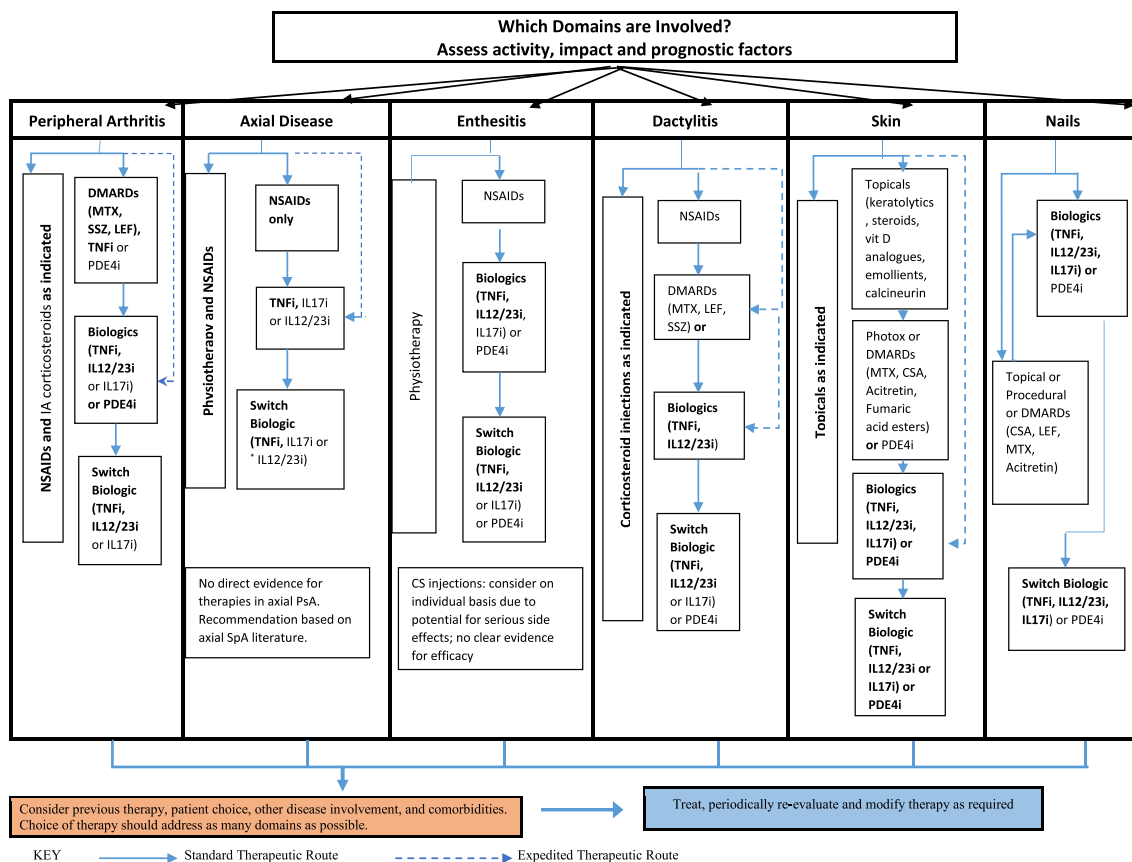 Which Domains are Involved?
Assess activity, impact and prognostic factors
Peripheral Arthritis
NSAIDs and IA corticosteroids as indicated
DMARDs
(MTX,
SSZ, LEF),
TNFi or
PDE4i
Biologics
(TNFi,
IL12/23i
or IL17i)
or PDE4i
Switch
Biologic
(TNFi,
IL12/23i
or IL17i)
Axial Disease
Physiotherapy and NSAIDs
NSAIDs
only
TNFi, IL17i
or IL12/23i
Switch
Biologic
(TNFi, IL17i or
* IL12/23i)
No direct evidence for
therapies in axial PsA.
Recommendation based on
axial SpA literature.
Enthesitis
Physiotherapy
NSAIDs
Biologics
(TNFi,
IL12/23i,
IL17i) or
PDE4i
Switch
Biologic
(TNFi,
IL12/23i
or IL17i)
or PDE4i
CS injections: consider on
individual basis due to
potential for serious side
effects; no clear evidence
for efficacy
Dactylitis
Corticosteroid injections as indicated
NSAIDs
DMARDs
(MTX, LEF,
SSZ) or
Biologics
(TNFi,
IL12/23i)
Switch
Biologic
(TNFi,
IL12/23i
or IL17i)
or PDE4i
Skin
Topicals as indicated
Topicals
(keratolytics
, steroids,
vit D
analogues,
emollients,
calcineurin
Photox or
DMARDs
(MTX, CSA,
Acitretin,
Fumaric
acid esters)
or PDE4i
Biologics
(TNFi,
IL12/23i,
IL17i) or
PDE4i
Switch
Biologic
(TNFi,
IL12/23i or
IL17i) or
PDE4i
Nails
Biologics
(TNFi,
IL12/23i,
IL17i) or
PDE4i
Topical or
Procedural
or DMARDs
(CSA, LEF,
MTX,
Acitretin)
Switch Biologic
(TNFi, IL12/23i,
IL17i) or PDE4i
Consider previous therapy, patient choice, other disease involvement, and comorbidities.
Choice of therapy should address as many domains as possible.
Treat, periodically re-evaluate and modify therapy as required
KEY
Standard Therapeutic Route
Expedited Therapeutic Route